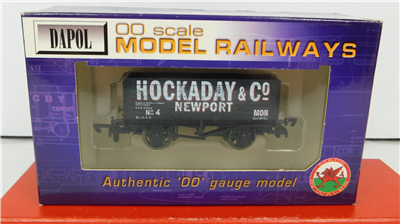 DAPOL
OO scale
MODEL RAILWAYS
HOCKADAY & Co
NEWPORT
No 4
MON
Authentic 'OO' gauge model